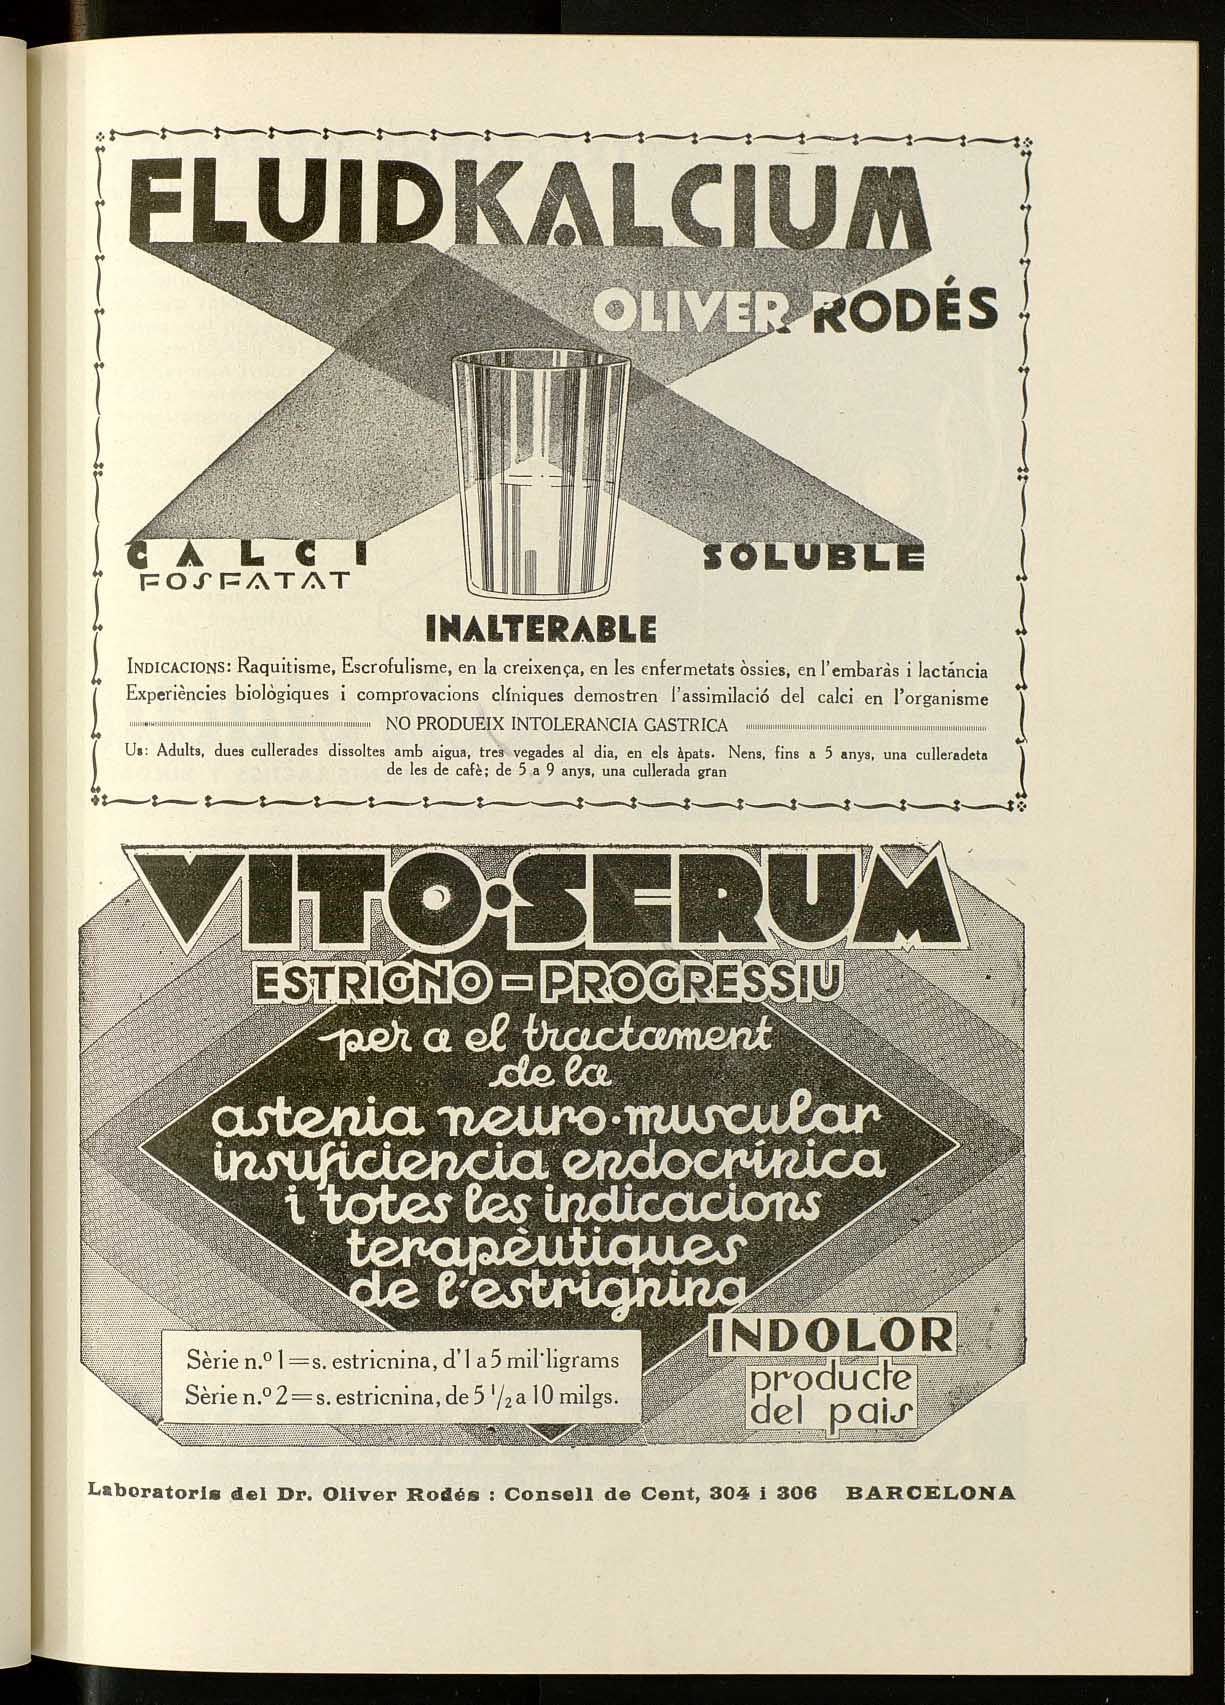 FLUIDKALCIUM
OLIVER RODÉS
CALCI
FOSFATAT
SOLUBLE
INALTERABLE
INDICACIONS: Raquitisme, Escrofulisme, en la creixença, en les enfermetats òssies, en l'embaràs i lactáncia
Experiències biològiques i comprovacions clíniques demostren l'assimilació del calci en l'organisme
NO PRODUEIX INTOLERANCIA GASTRICA
Us: Adults, dues cullerades dissoltes amb aigua, tres vegades al dia, en els àpats. Nens, fins a 5 anys, una culleradeta
de les de cafè; de 5 a 9 anys, una cullerada gran
VITO·SERUM
ESTRIGNO-PROGRESSIU
per a el tractament
de la
astenia neuro·muscular
insuficiencia endocrínica
i totes les indicacions
terapèutiques
de l'estrignina
Sèrie n.º 1=s. estricnina, d'1 a 5 mil·ligrams
Sèrie n.º 2=s. estricnina, de 5 1/2 a 10 milgs.
INDOLOR
producte
del pais
Laboratoris del Dr. Oliver Rodés : Consell de Cent, 304 i 306 BARCELONA